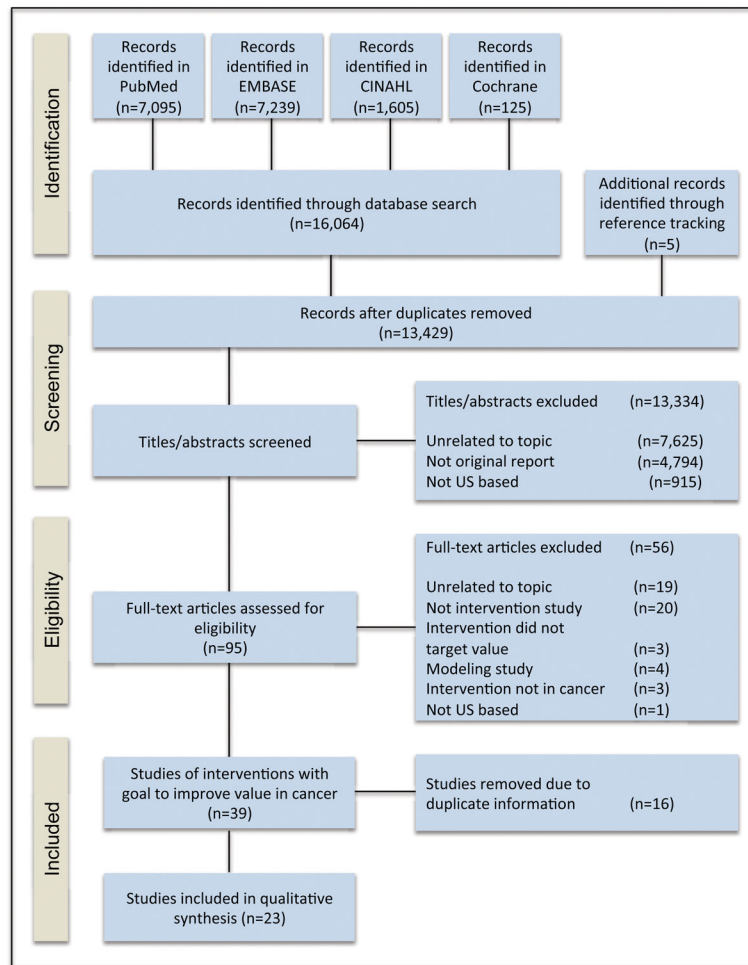 Identification
Records
identified in
PubMed
(n=7,095)
Records
identified in
EMBASE
(n=7,239)
Records
identified in
CINAHL
(n=1,605)
Records
identified in
Cochrane
(n=125)
Records identified through database search
(n=16,064)
Additional records
identified through
reference tracking
(n=5)
Screening
Records after duplicates removed
(n=13,429)
Titles/abstracts screened
Titles/abstracts excluded (n=13,334)
Unrelated to topic (n=7,625)
Not original report (n=4,794)
Not US based (n=915)
Eligibility
Full-text articles assessed for
eligibility
(n=95)
Full-text articles excluded (n=56)
Unrelated to topic (n=19)
Not intervention study (n=20)
Intervention did not
target value (n=3)
Modeling study (n=4)
Intervention not in cancer (n=3)
Not US based (n=1)
Included
Studies of interventions with
goal to improve value in cancer
(n=39)
Studies removed due to
duplicate information (n=16)
Studies included in qualitative
synthesis (n=23)